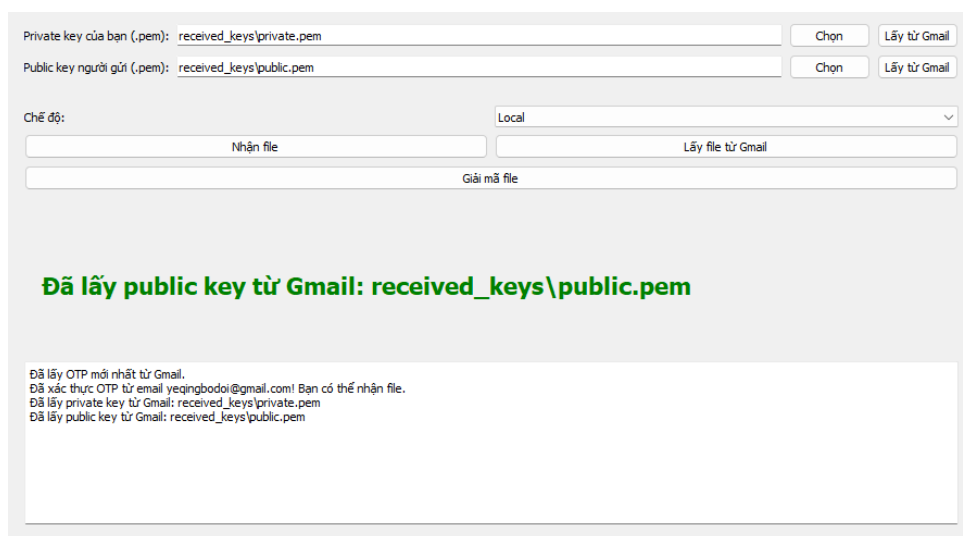 Private key của bạn (.pem): received_keys\private.pem Chọn Lấy từ Gmail
Public key người gửi (.pem): received_keys\public.pem Chọn Lấy từ Gmail
Chế độ: Local
Nhận file Lấy file từ Gmail
Giải mã file
Đã lấy public key từ Gmail: received_keys\public.pem
Đã lấy OTP mới nhất từ Gmail.
Đã xác thực OTP từ email yeqingbodoi@gmail.com! Bạn có thể nhận file.
Đã lấy private key từ Gmail: received_keys\private.pem
Đã lấy public key từ Gmail: received_keys\public.pem